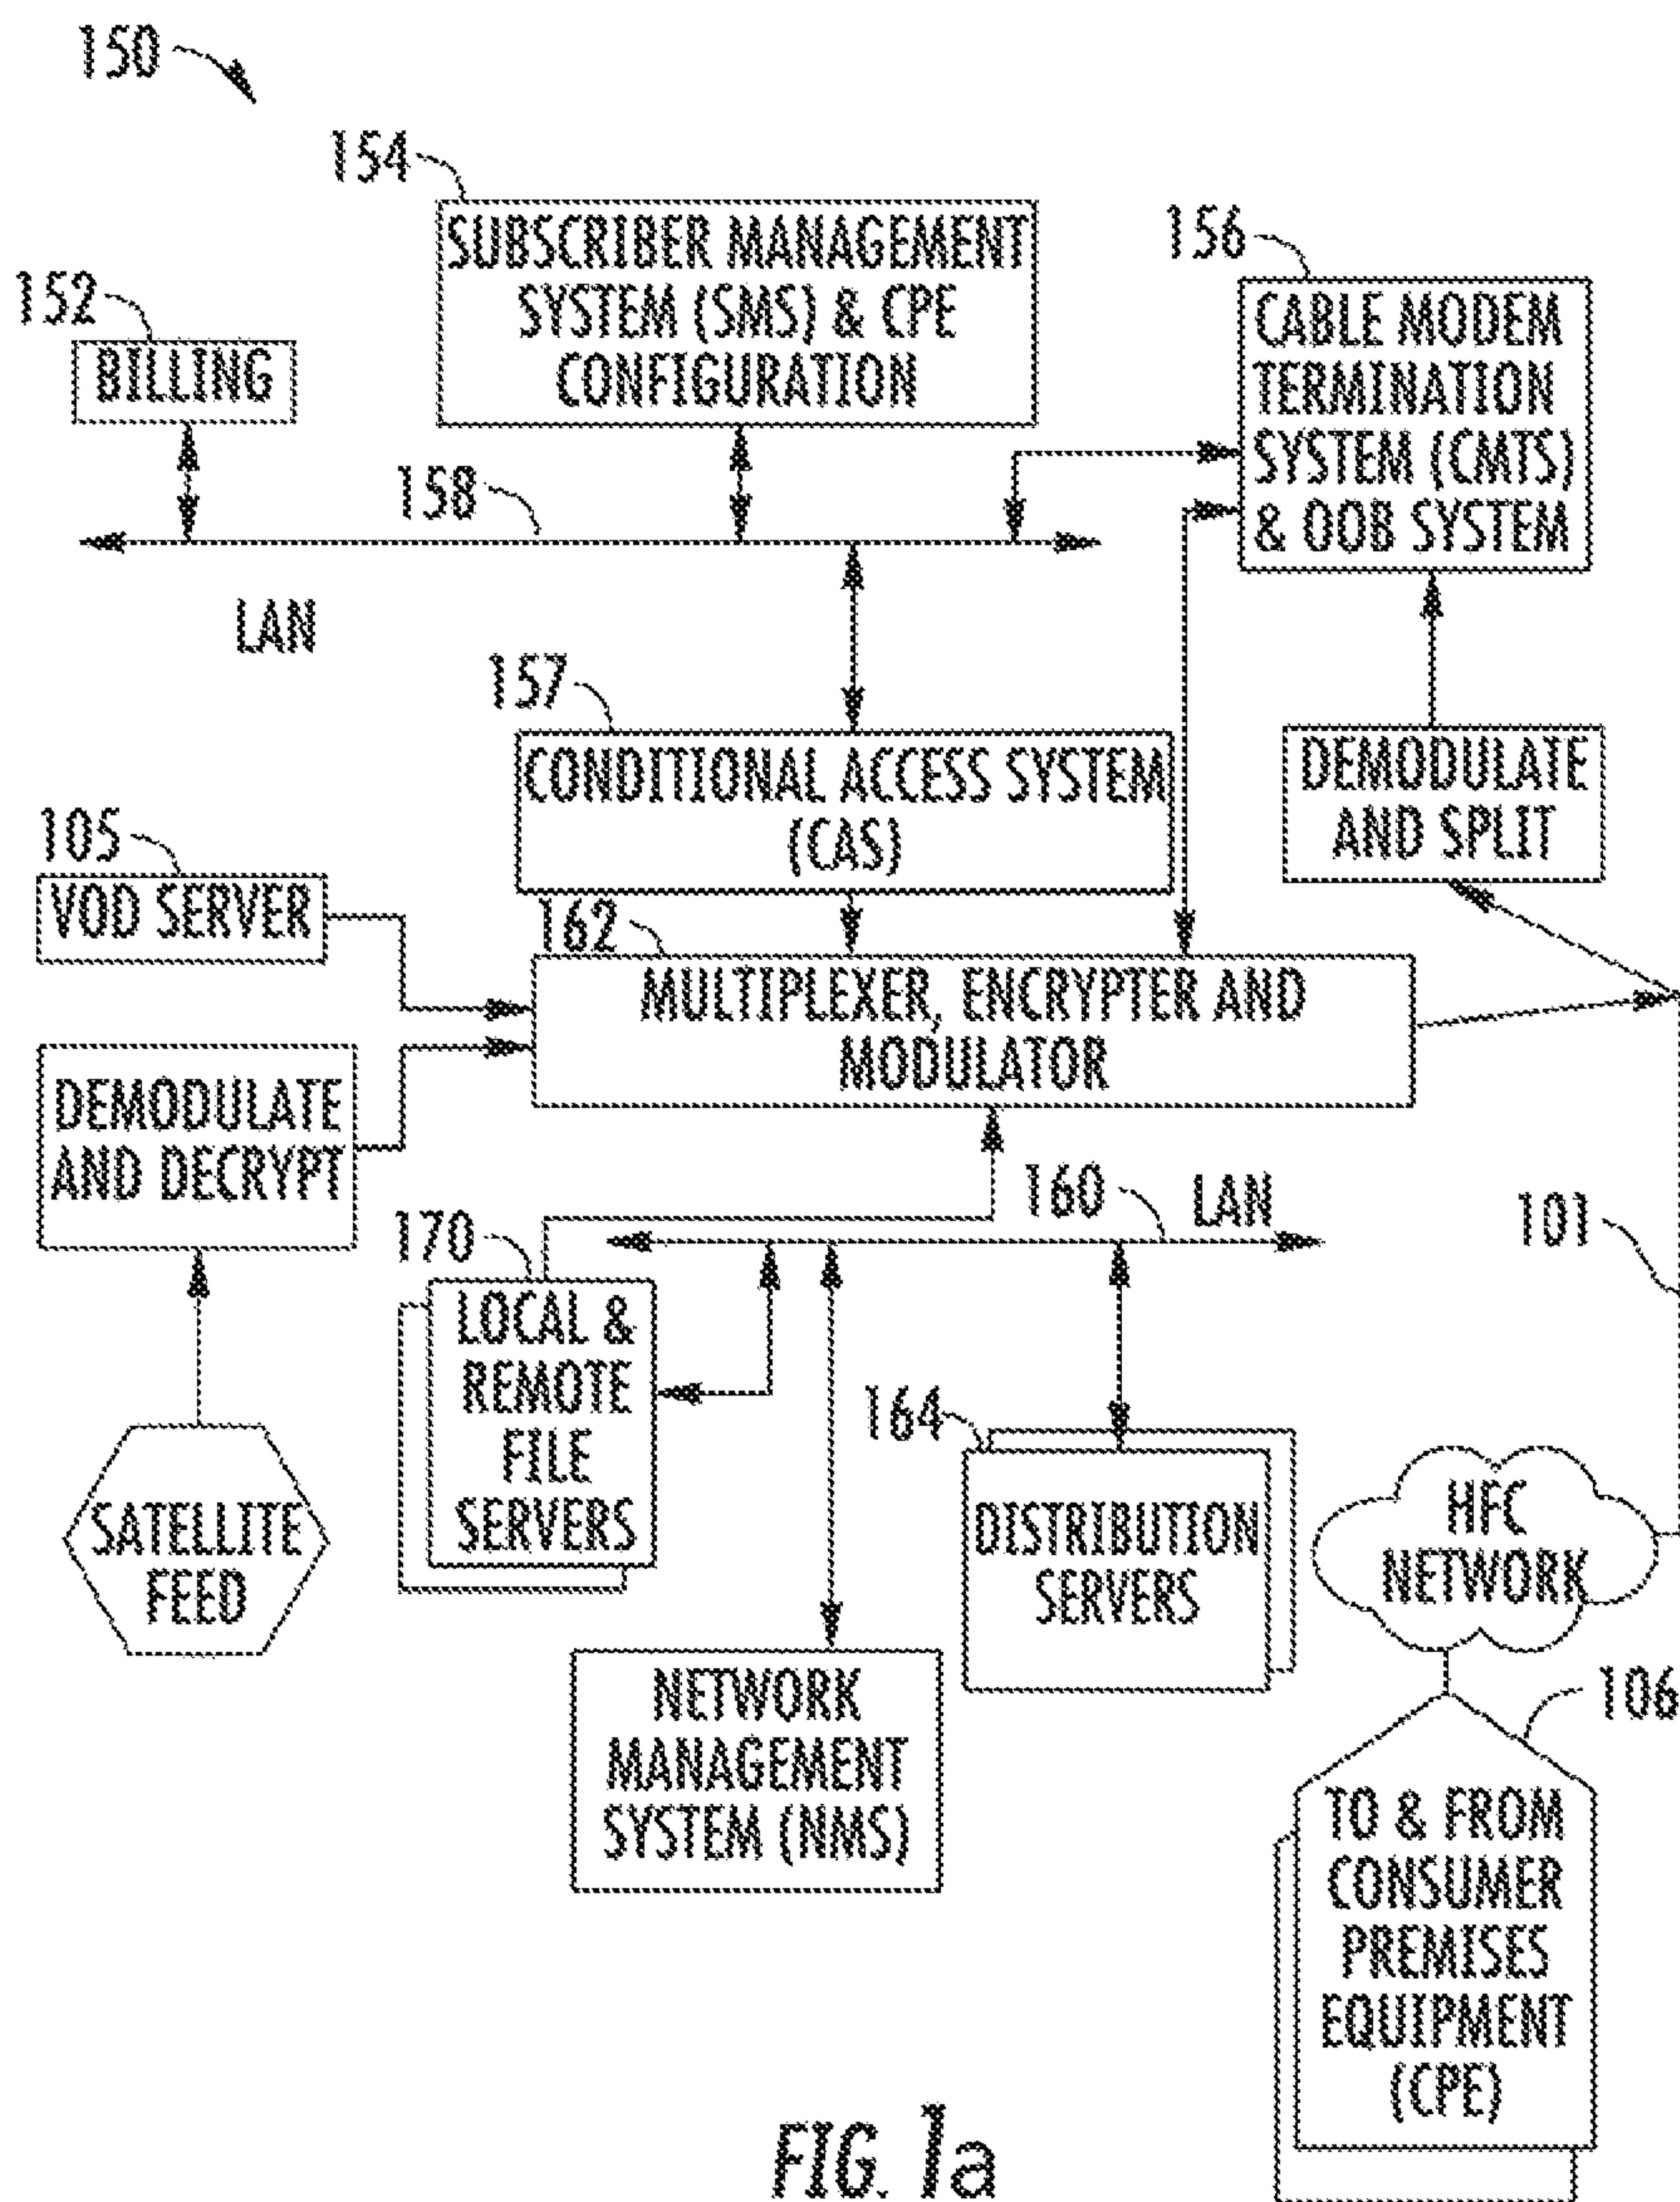 150
154
SUBSCRIBER MANAGEMENT
SYSTEM (SMS) & CPE
CONFIGURATION
156
CABLE MODEM
TERMINATION
SYSTEM (CMTS)
& OOB SYSTEM
152
BILLING
158
LAN
157
CONDITIONAL ACCESS SYSTEM
(CAS)
DEMODULATE
AND SPLIT
105
VOD SERVER
162
MULTIPLEXER, ENCRYPTER AND
MODULATOR
DEMODULATE
AND DECRYPT
160
LAN
101
170
LOCAL &
REMOTE
FILE
SERVERS
164
DISTRIBUTION
SERVERS
HFC
NETWORK
SATELLITE
FEED
NETWORK
MANAGEMENT
SYSTEM (NMS)
106
TO & FROM
CONSUMER
PREMISES
EQUIPMENT
(CPE)
FIG. 1a